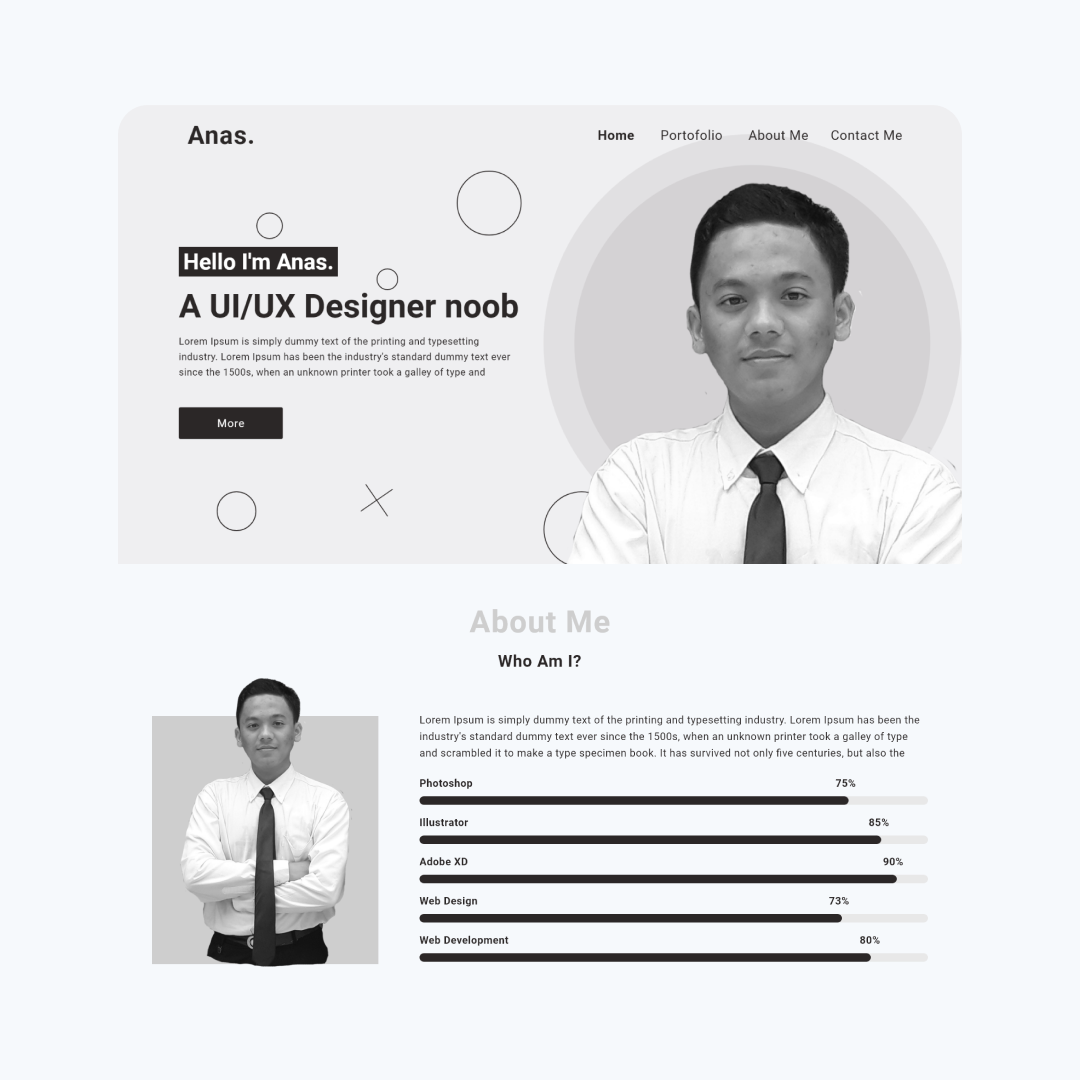 Anas.
Home Portofolio About Me Contact Me
Hello I'm Anas.
A UI/UX Designer noob
Lorem Ipsum is simply dummy text of the printing and typesetting
industry. Lorem Ipsum has been the industry's standard dummy text ever
since the 1500s, when an unknown printer took a galley of type and
More
About Me
Who Am I?
Lorem Ipsum is simply dummy text of the printing and typesetting industry. Lorem Ipsum has been the
industry's standard dummy text ever since the 1500s, when an unknown printer took a galley of type
and scrambled it to make a type specimen book. It has survived not only five centuries, but also the
Photoshop 75%
Illustrator 85%
Adobe XD 90%
Web Design 73%
Web Development 80%